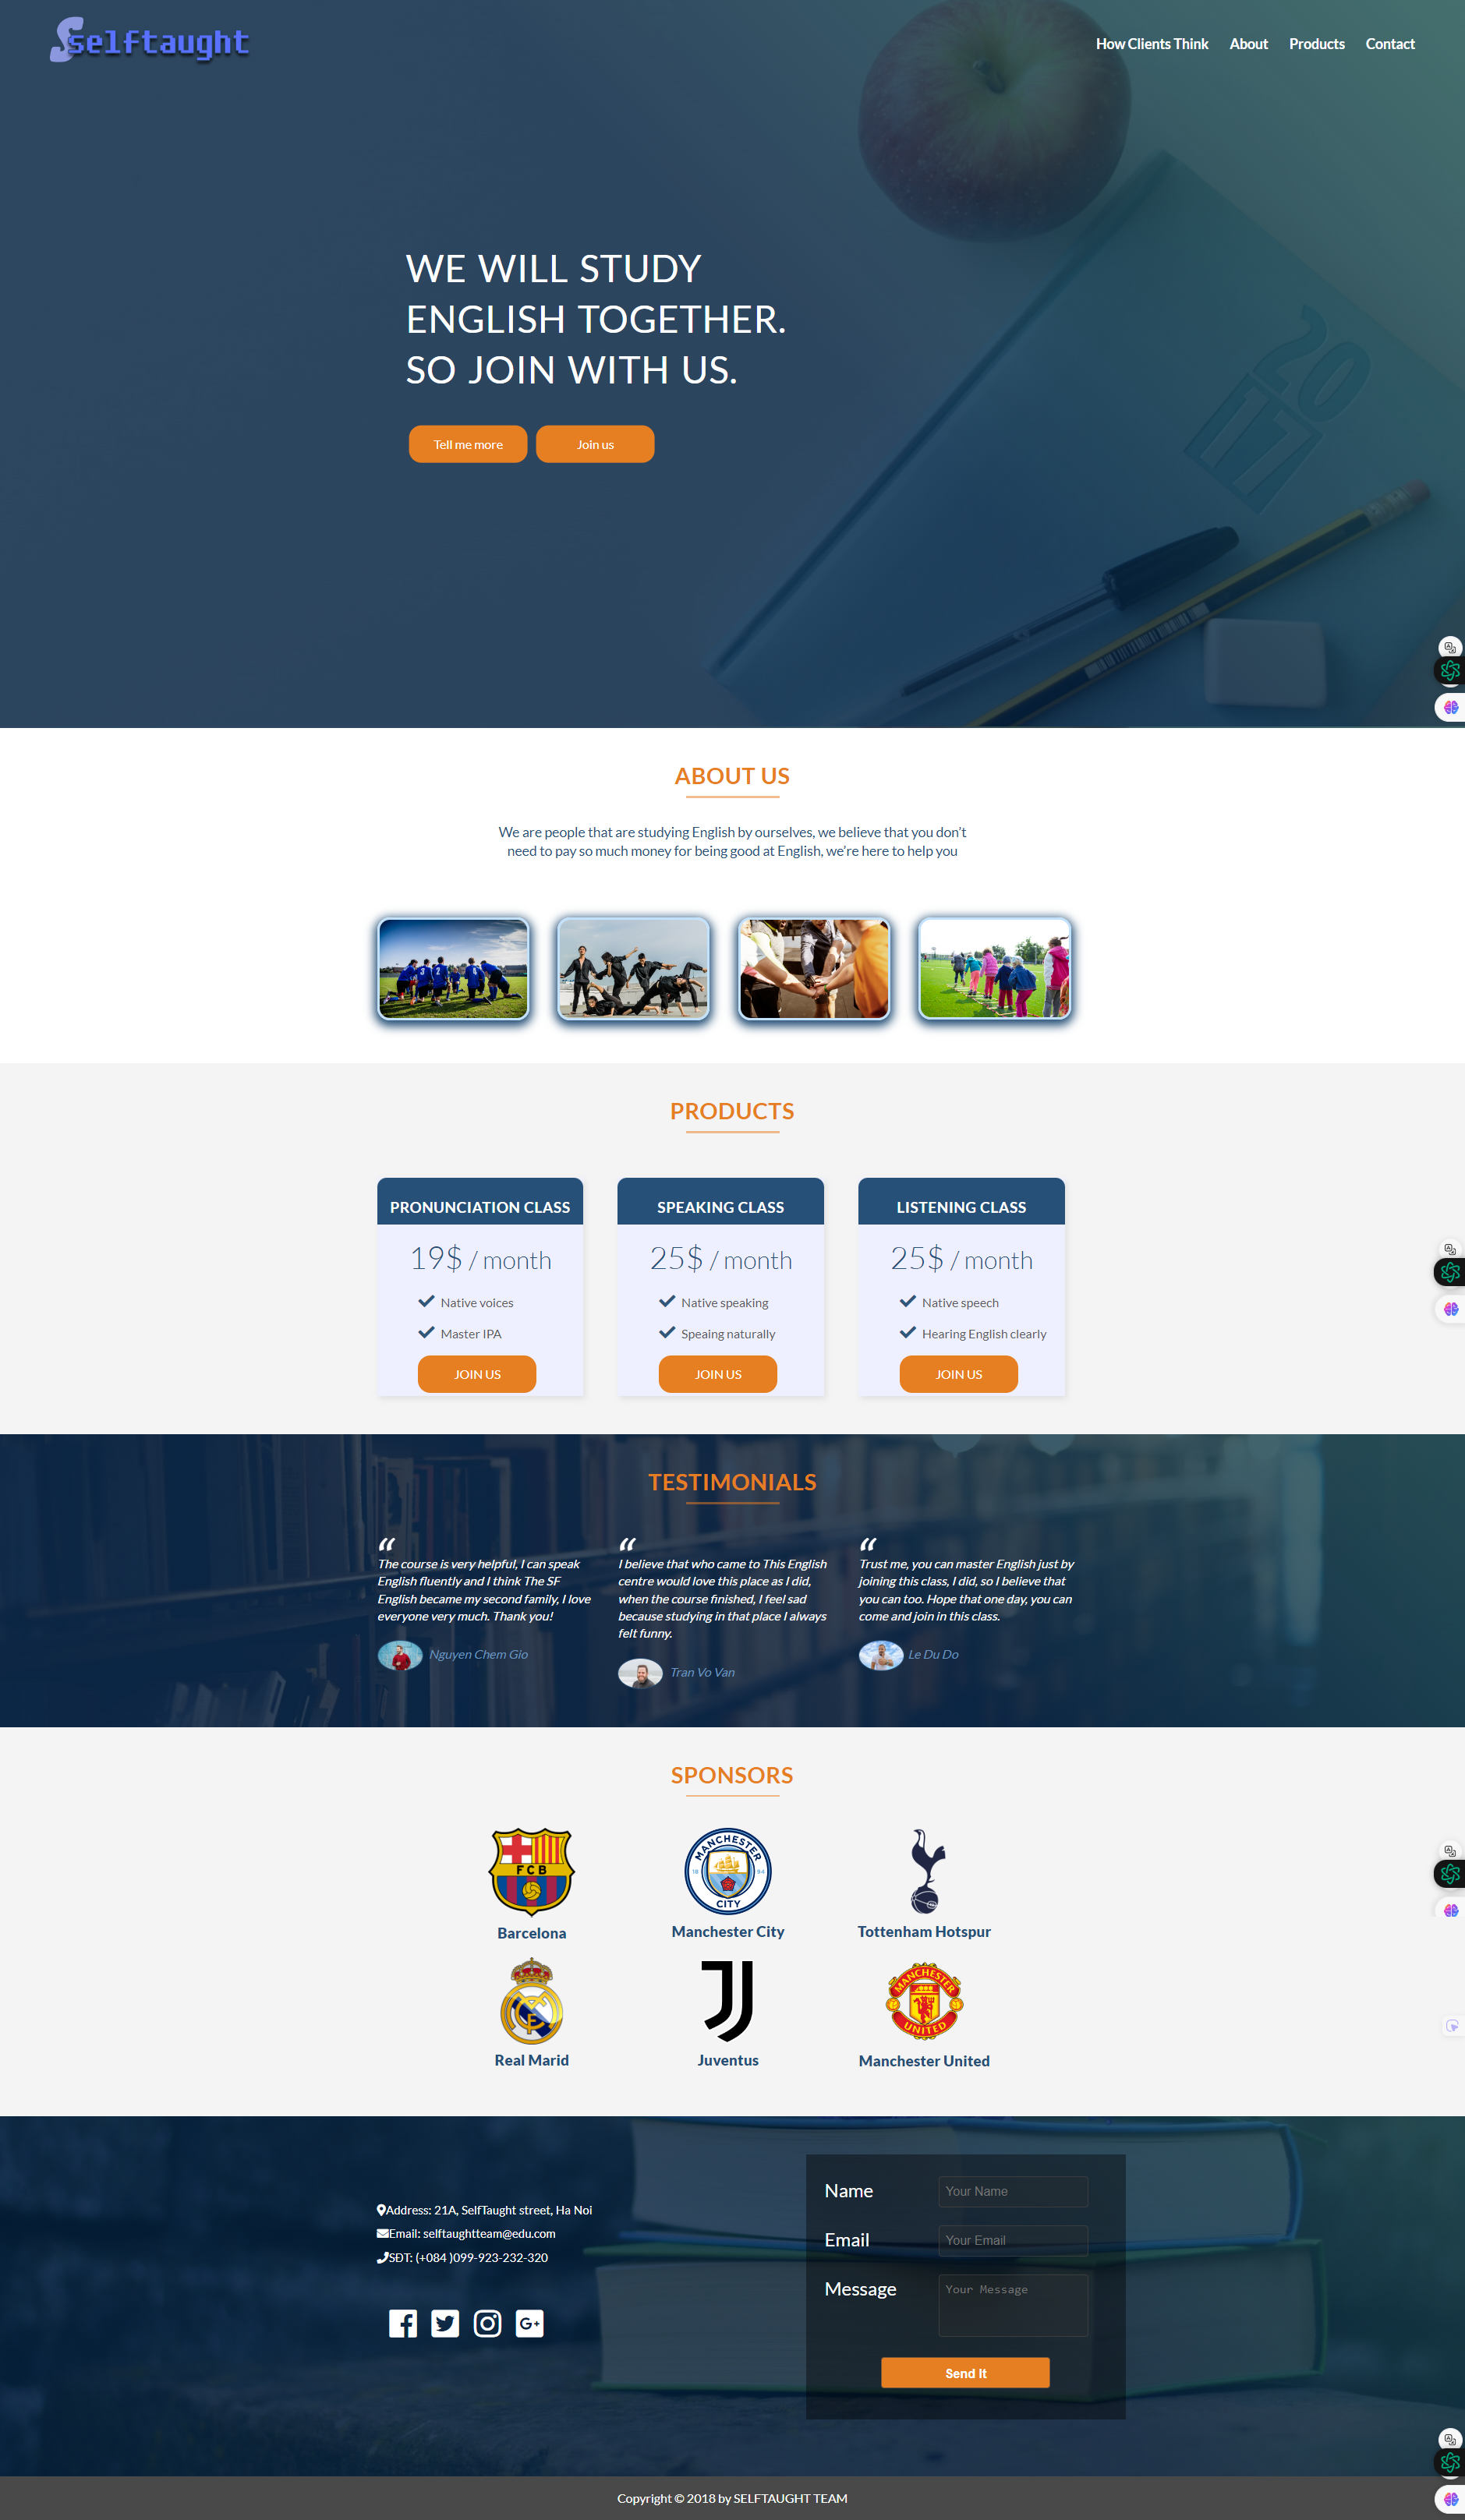 Selftaught
How Clients Think
About
Products
Contact
2017
WE WILL STUDY
ENGLISH TOGETHER.
SO JOIN WITH US.
Tell me more
Join us
ABOUT US
We are people that are studying English by ourselves, we believe that you don't
need to pay so much money for being good at English, we're here to help you
PRODUCTS
PRONUNCIATION CLASS
19$ / month
Native voices
Master IPA
JOIN US
SPEAKING CLASS
25$ / month
Native speaking
Speaing naturally
JOIN US
LISTENING CLASS
25$ / month
Native speech
Hearing English clearly
JOIN US
TESTIMONIALS
“
The course is very helpful, I can speak
English fluently and I think The SF
English became my second family, I love
everyone very much. Thank you!
Nguyen Chem Gio
“
I believe that who came to This English
centre would love this place as I did,
when the course finished, I feel sad
because studying in that place I always
felt funny.
Tran Vo Van
“
Trust me, you can master English just by
joining this class, I did, so I believe that
you can too. Hope that one day, you can
come and join in this class.
Le Du Do
SPONSORS
FCB
Barcelona
MANCHESTER
18 94
CITY
Manchester City
Tottenham Hotspur
Real Marid
Juventus
MANCHESTER
UNITED
Manchester United
Address: 21A, SelfTaught street, Ha Noi
Email: selftaughtteam@edu.com
SĐT: (+084 )099-923-232-320
Name
Your Name
Email
Your Email
Message
Your Message
Send It
Copyright © 2018 by SELFTAUGHT TEAM